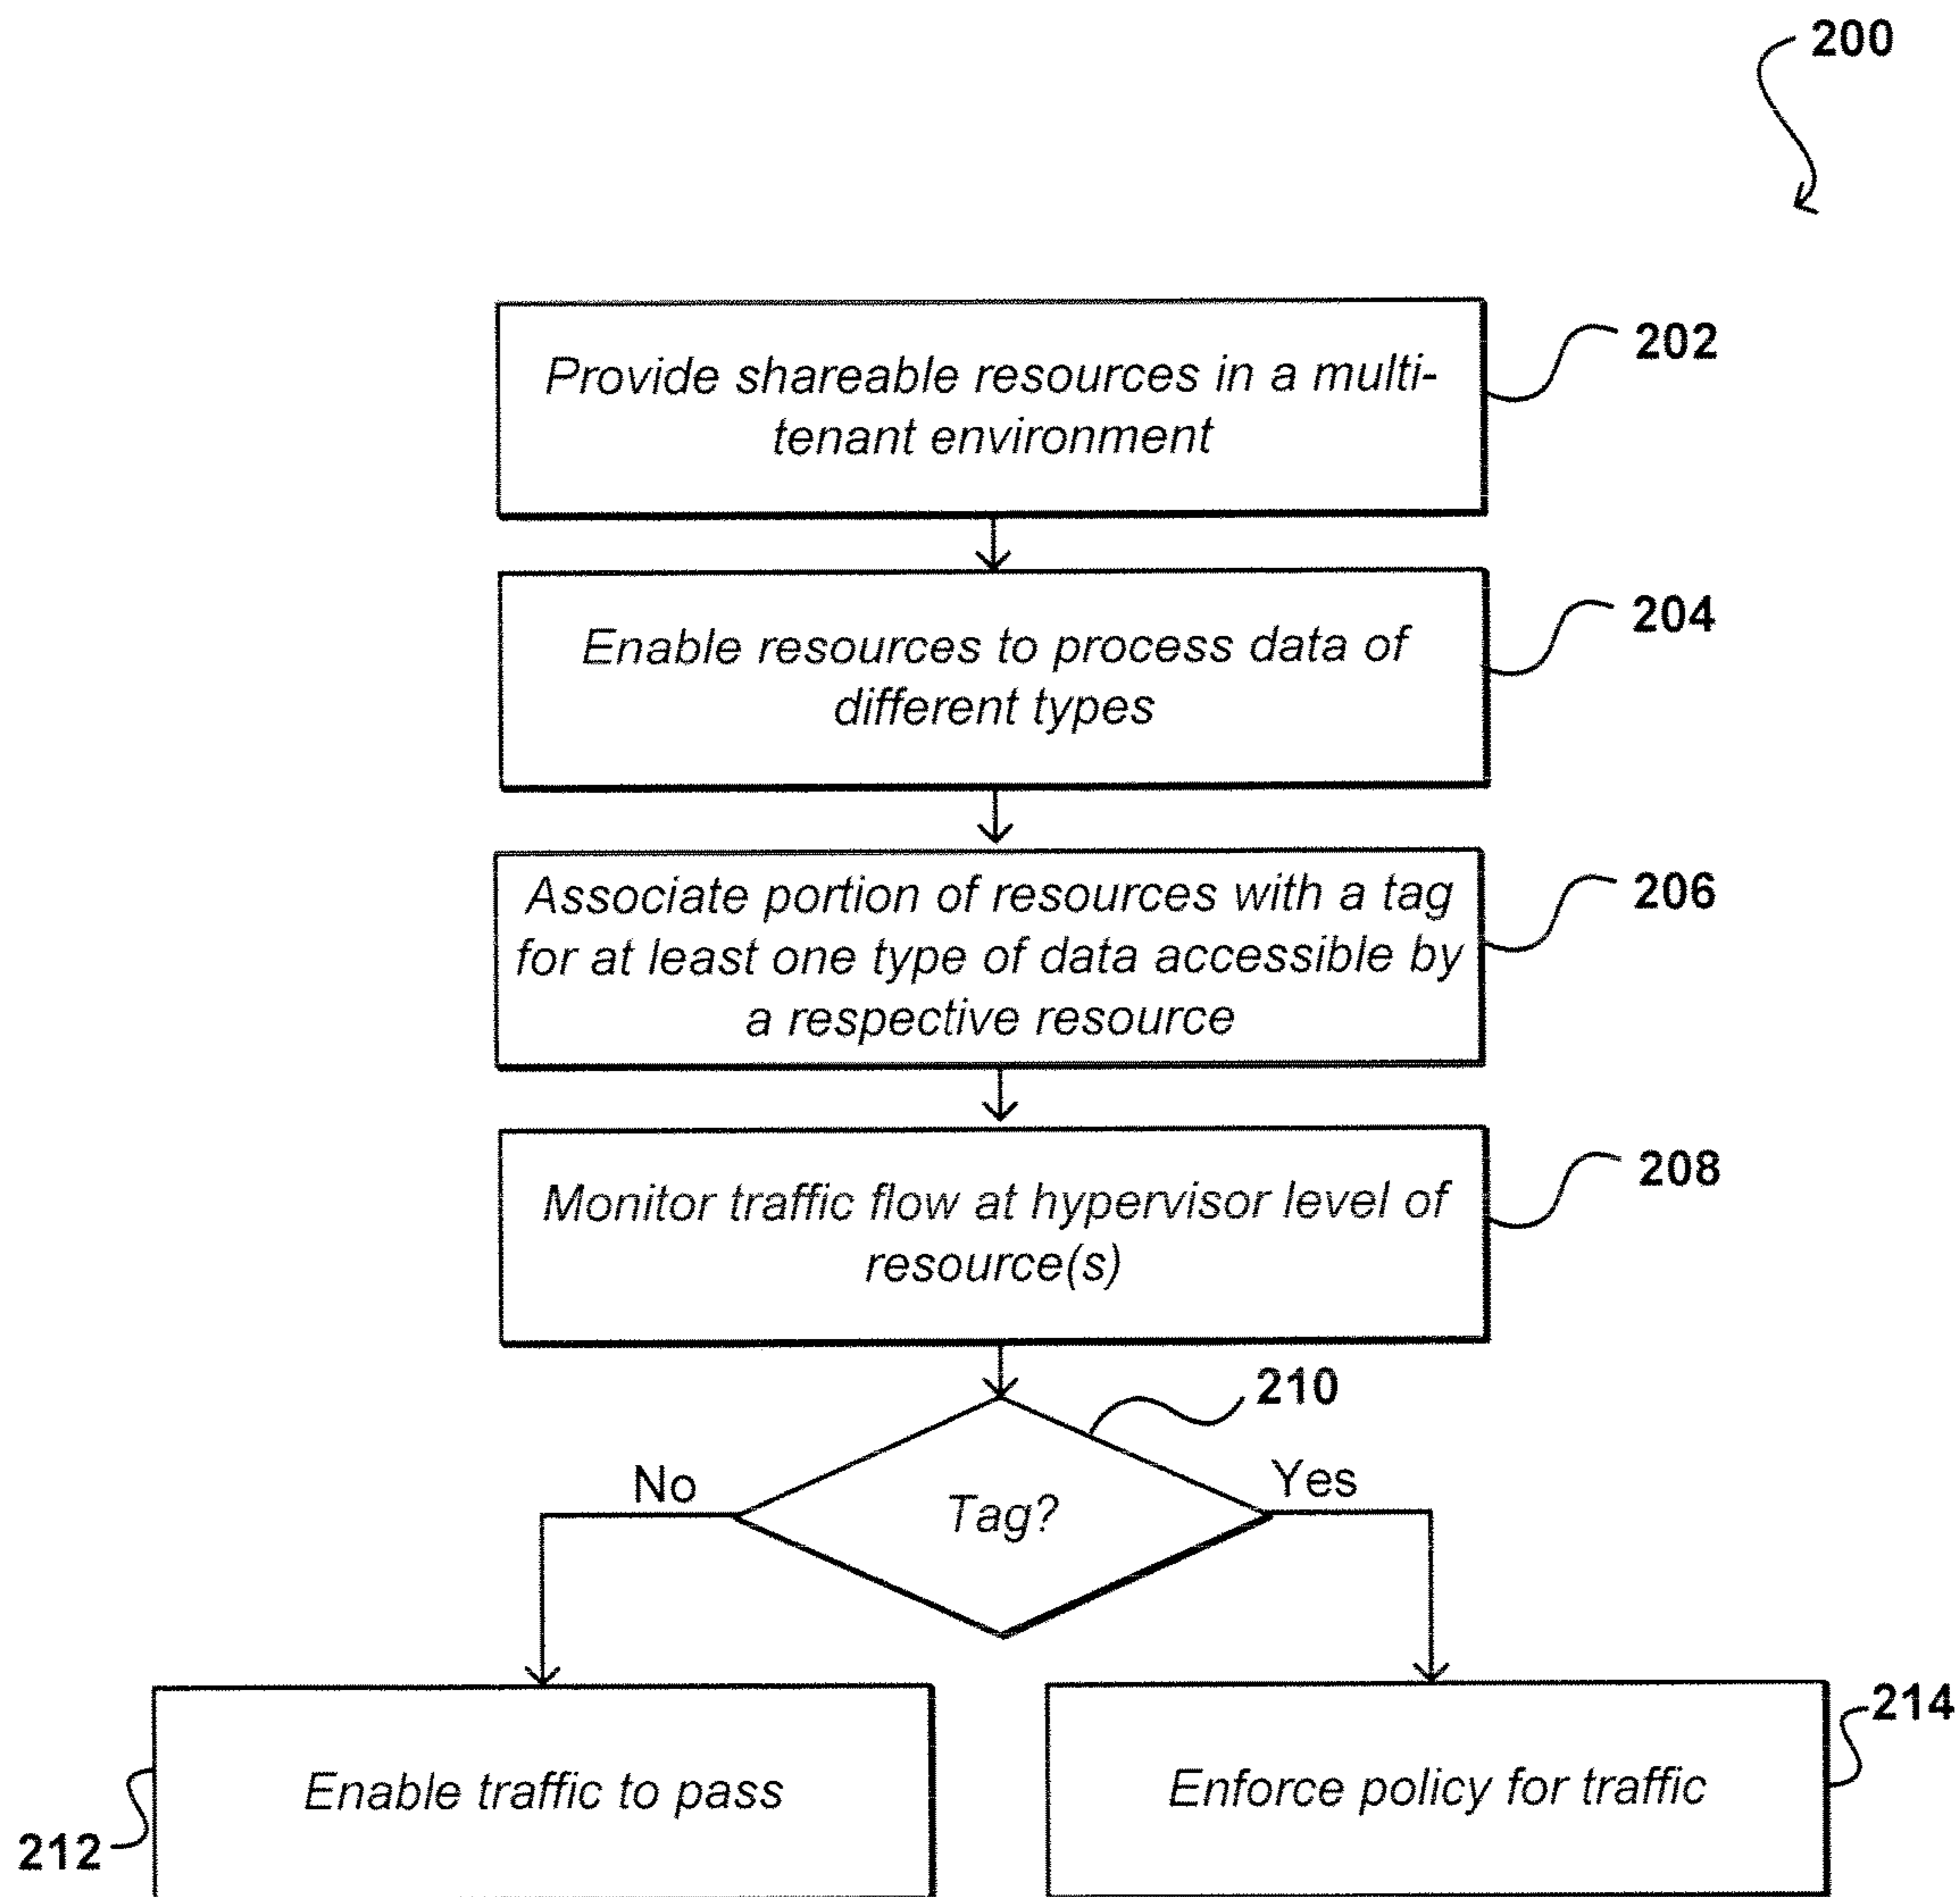 200
Provide shareable resources in a multi-
tenant environment
202
Enable resources to process data of
different types
204
Associate portion of resources with a tag
for at least one type of data accessible by
a respective resource
206
Monitor traffic flow at hypervisor level of
resource(s)
208
210
No
Yes
Tag?
Enable traffic to pass
212
Enforce policy for traffic
214